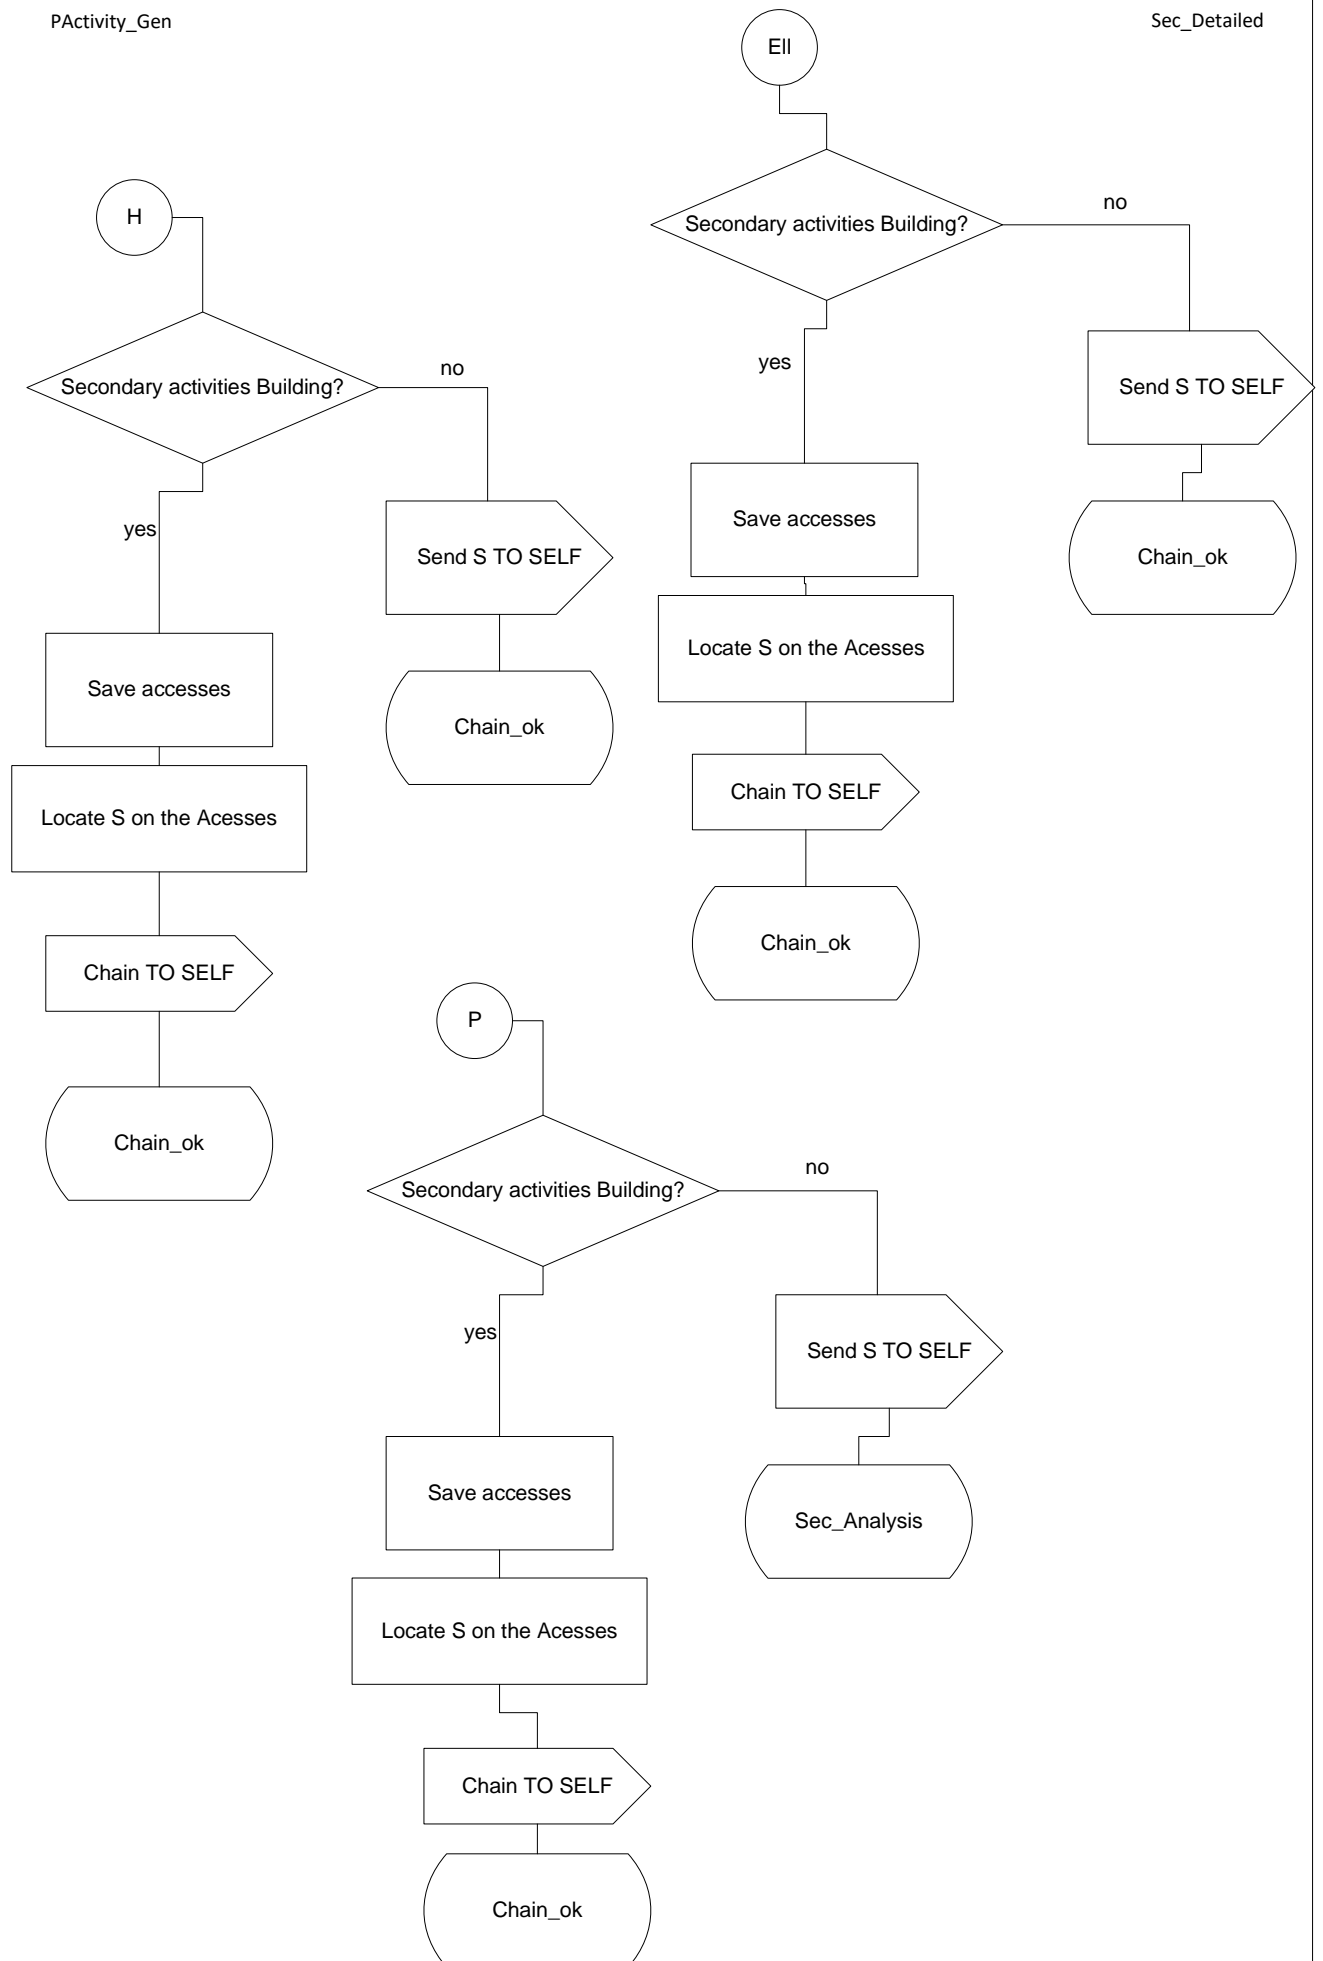 PActivity_Gen
Sec_Detailed
Ell
Secondary activities Building?
no
yes
Send S TO SELF
Save accesses
Chain_ok
Locate S on the Acesses
Chain TO SELF
Chain_ok
H
Secondary activities Building?
no
yes
Send S TO SELF
Save accesses
Chain_ok
Locate S on the Acesses
Chain TO SELF
Chain_ok
P
Secondary activities Building?
no
yes
Send S TO SELF
Save accesses
Sec_Analysis
Locate S on the Acesses
Chain TO SELF
Chain_ok